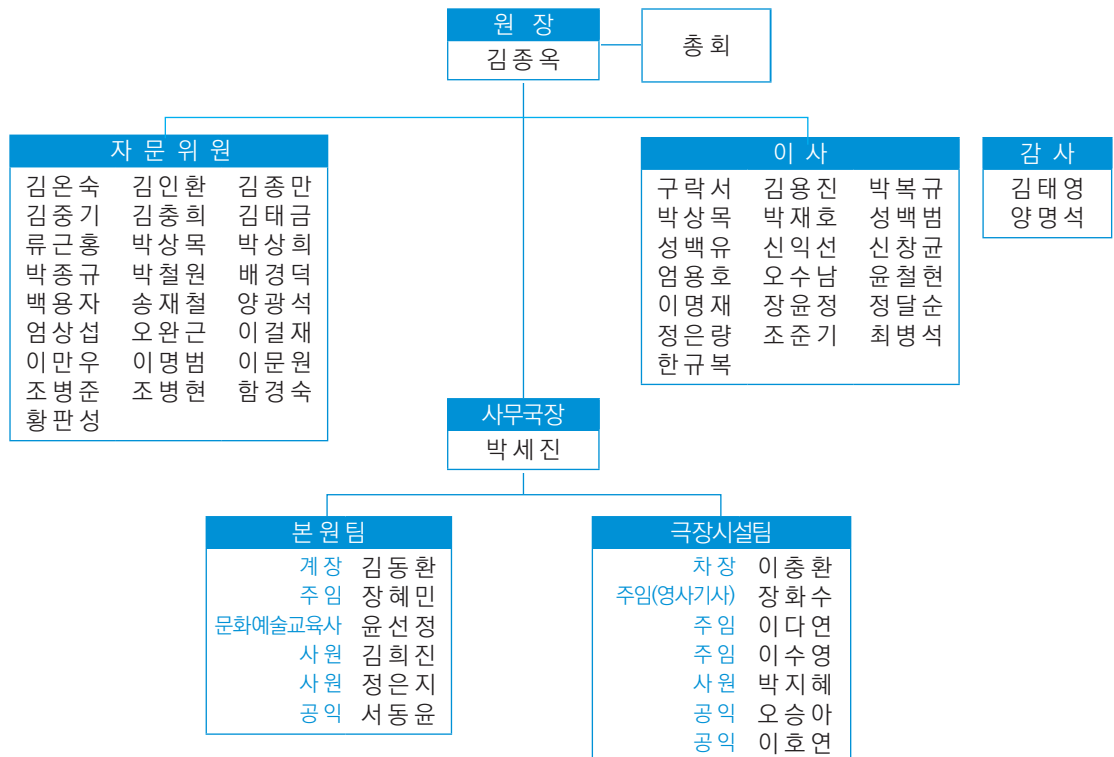 원 장
김종옥
총회
자 문 위 원
김온숙 김인환 김종만
김중기 김충희 김태금
류근홍 박상목 박상희
박종규 박철원 배경덕
백용자 송재철 양광석
엄상섭 오완근 이걸재
이만우 이명범 이문원
조병준 조병현 함경숙
황판성
이 사
구락서 김용진 박복규
박상목 박재호 성백범
성백유 신익선 신창균
엄용호 오수남 윤철현
이명재 장윤정 정달순
정은량 조준기 최병석
한규복
감 사
김태영
양명석
사무국장
박세진
본원팀
계장 김동환
주임 장혜민
문화예술교육사 윤선정
사원 김희진
사원 정은지
공익 서동윤
극장시설팀
차장 이충환
주임(영사기사) 장화수
주임 이다연
주임 이수영
사원 박지혜
공익 오승아
공익 이호연